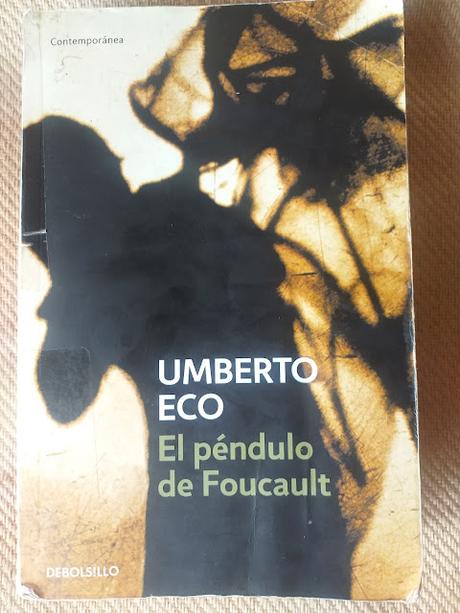 Contemporánea
UMBERTO
ECO
El péndulo
de Foucault
DEBOLSILLO